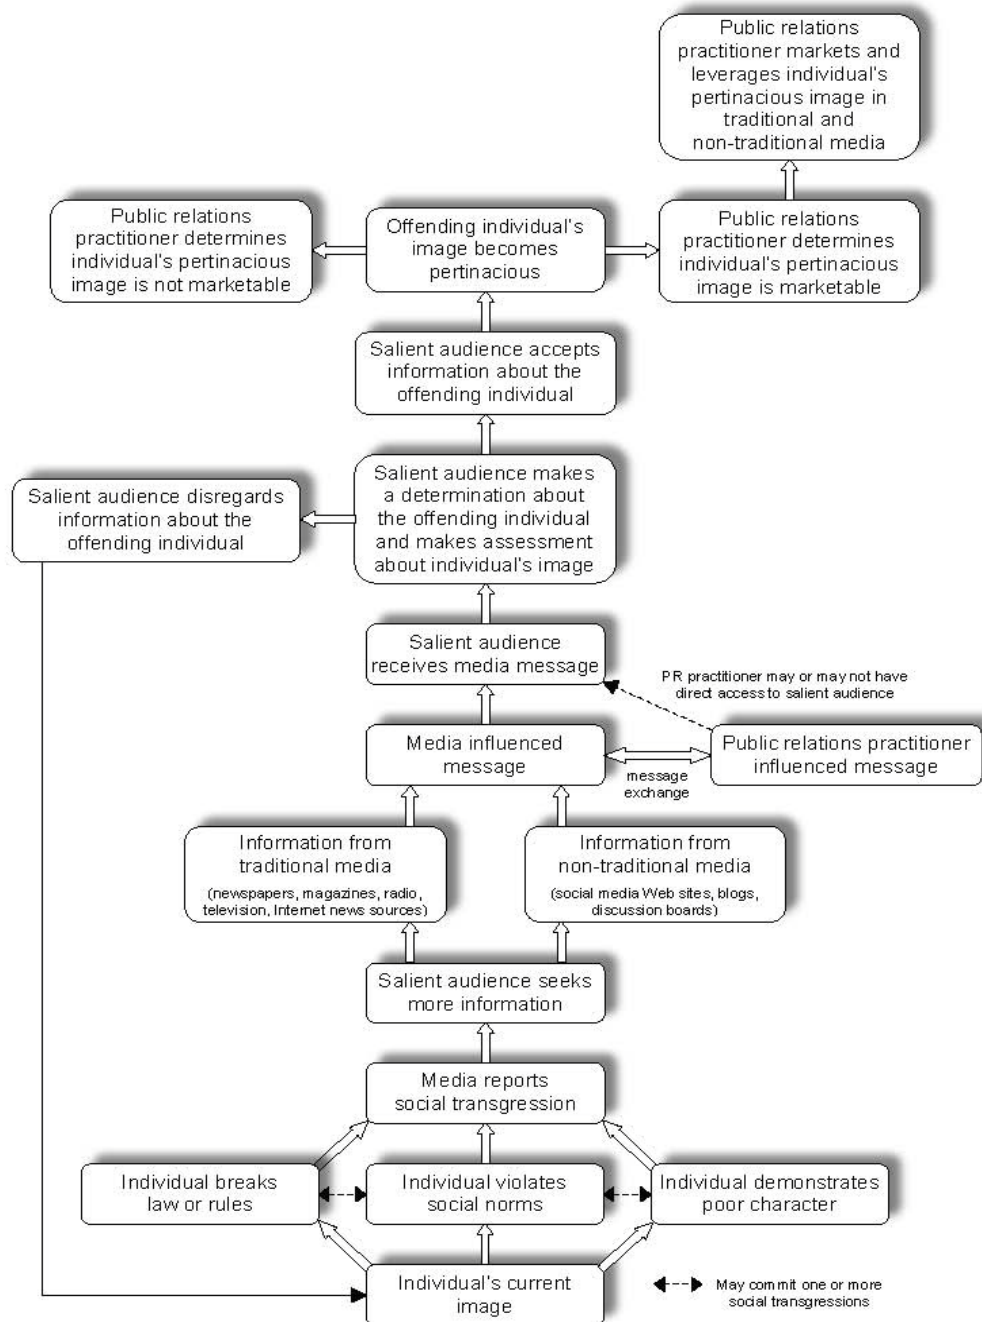 Public relations
practitioner markets and
leverages individual's
pertinacious image in
traditional and
non-traditional media
Public relations
practitioner determines
individual's pertinacious
image is not marketable
Offending individual's
image becomes
pertinacious
Public relations
practitioner determines
individual's pertinacious
image is marketable
Salient audience accepts
information about the
offending individual
Salient audience disregards
information about the
offending individual
Salient audience makes
a determination about
the offending individual
and makes assessment
about individual's image
Salient audience
receives media message
PR practitioner may or may not have
direct access to salient audience
Media influenced
message
message
exchange
Public relations practitioner
influenced message
Information from
traditional media
(newspapers, magazines, radio,
television, Internet news sources)
Information from
non-traditional media
(social media Web sites, blogs,
discussion boards)
Salient audience seeks
more information
Media reports
social transgression
Individual breaks
law or rules
Individual violates
social norms
Individual demonstrates
poor character
Individual's current
image
May commit one or more
social transgressions